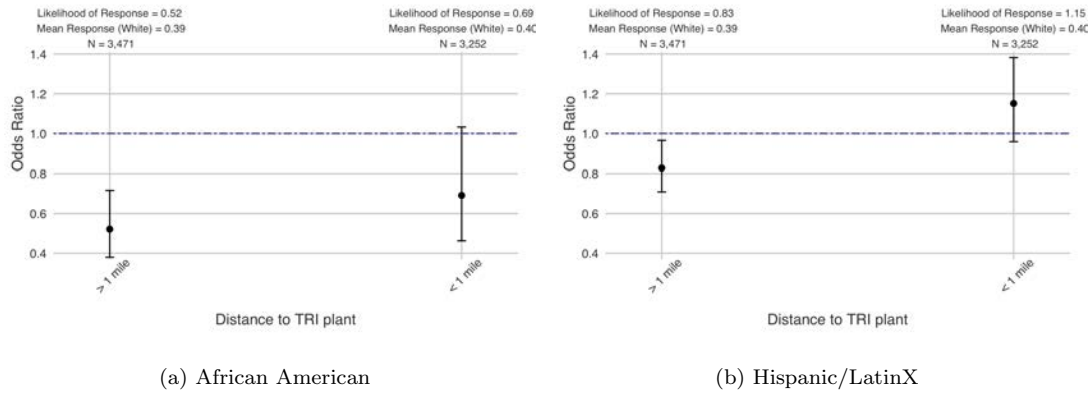 Likelihood of Response = 0.52
Mean Response (White) = 0.39
N = 3,471
Likelihood of Response = 0.69
Mean Response (White) = 0.40
N = 3,252
1.4
1.2
1.0
0.8
0.6
0.4
Odds Ratio
> 1 mile
< 1 mile
Distance to TRI plant
(a) African American
Likelihood of Response = 0.83
Mean Response (White) = 0.39
N = 3,471
Likelihood of Response = 1.15
Mean Response (White) = 0.40
N = 3,252
1.4
1.2
1.0
0.8
0.6
0.4
Odds Ratio
> 1 mile
< 1 mile
Distance to TRI plant
(b) Hispanic/LatinX